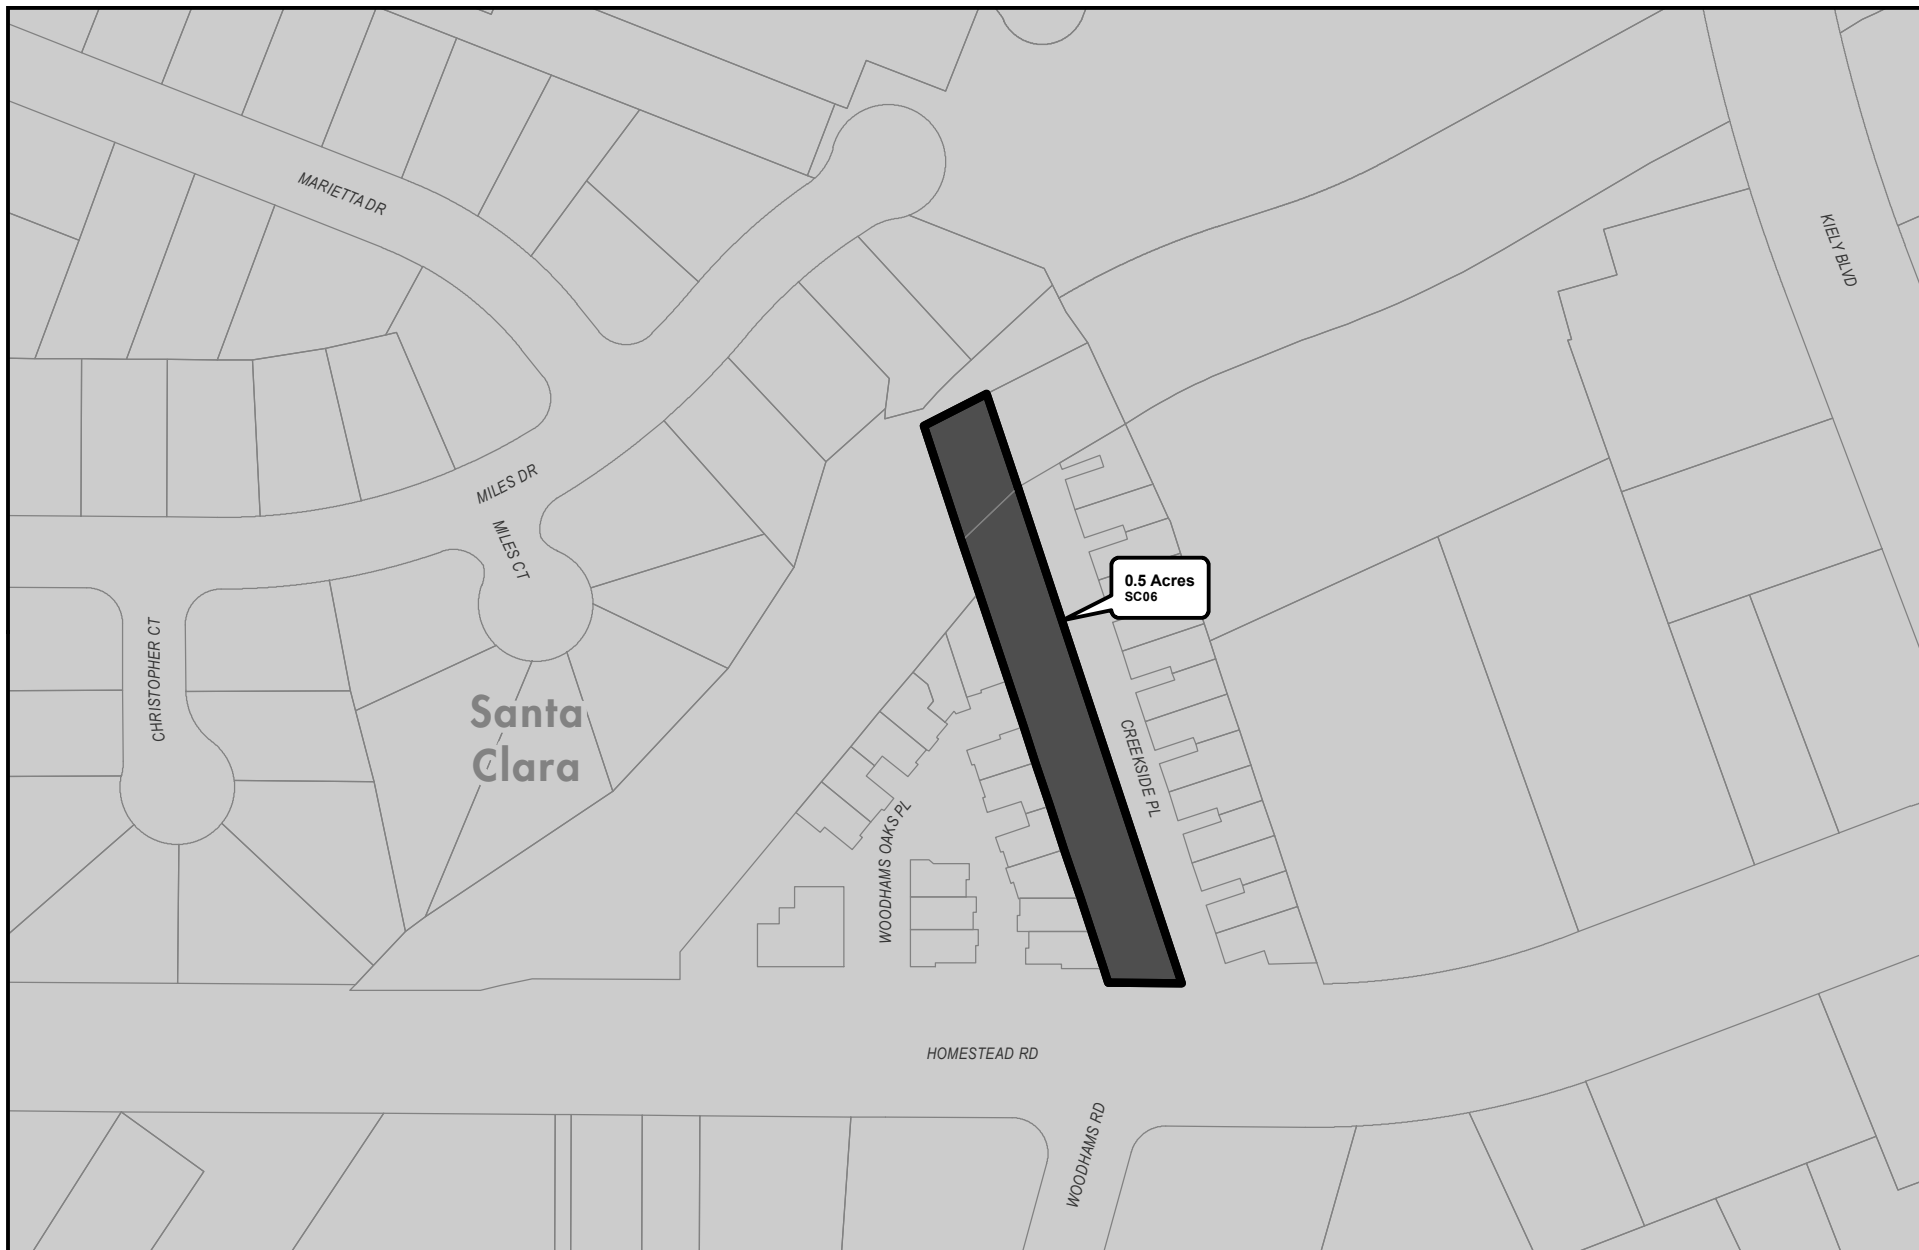 MARIETTA DR
KIELY BLVD
MILES DR
MILES CT
0.5 Acres
SC06
CHRISTOPHER CT
Santa
Clara
CREEKSIDE PL
WOODHAMS OAKS PL
HOMESTEAD RD
WOODHAMS RD